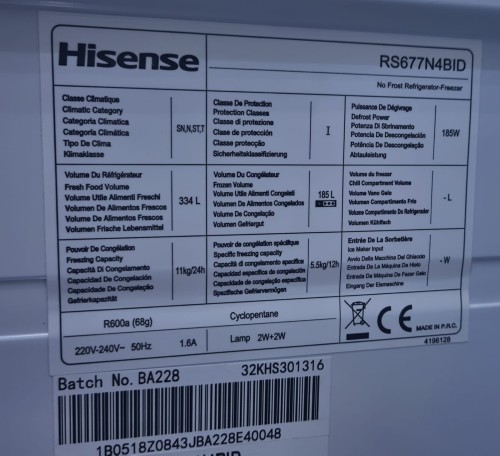 Hisense
RS677N4BID
No Frost Refrigerator-Freezer
Classe Climatique
Climatic Category
Categoria Climatica
Categoría Climática
Tipo De Clima
Klimaklasse
SN,N,ST,T
Classe De Protection
Protection Classes
Classe di protezione
Clase de protección
Classe protecção
Sicherheitsklasseifizierung
I
Puissance De Dégivrage
Defrost Power
Potenza Di Sbrinamento
Potencia De Descongelación
Potência De Descongelação
Abtauleistung
185W
Volume Du Réfrigérateur
Fresh Food Volume
Volume Utile Alimenti Freschi
Volumen De Alimentos Frescos
Volume De Alimentos Frescos
Volumen Frische Lebensmittel
334 L
Volume Du Congélateur
Frozen Volume
Volume Utile Alimenti Congelati
Volumen De Alimentos Congelados
Volume De Congelação
Volumen Gefriergut
185 L
Volume du freezer
Chill Compartment Volume
Volume Vano Gelo
Volumen Compartimento Frio
Volume Compartimento Do Refrigerador
Volumen Kühlfach
- L
Pouvoir De Congélation
Freezing Capacity
Capacità Di Congelamento
Capacidad De Congelación
Capacidade De Congelação
Gefrierkapazität
11kg/24h
Pouvoir de congélation spécifique
Specific freezing capacity
Capacità di congelamento specifico
Capacidad específica de congelación
Capacidade específica de congelação
Spezifische Gefriervermögen
5.5kg/12h
Entrée De La Sorbetière
Ice Maker Input
Avvio Della Macchina Del Ghiaccio
Entrada De La Máquina De Hielo
Entrada De Máquina De Fazer Gelo
Eingang Der Eismaschine
- W
R600a (68g)
Cyclopentane
220V-240V~ 50Hz
1.6A
Lamp 2W+2W
CE
MADE IN P.R.C.
4198128
Batch No. BA228
32KHS301316
1B0518Z0843JBA228E40048